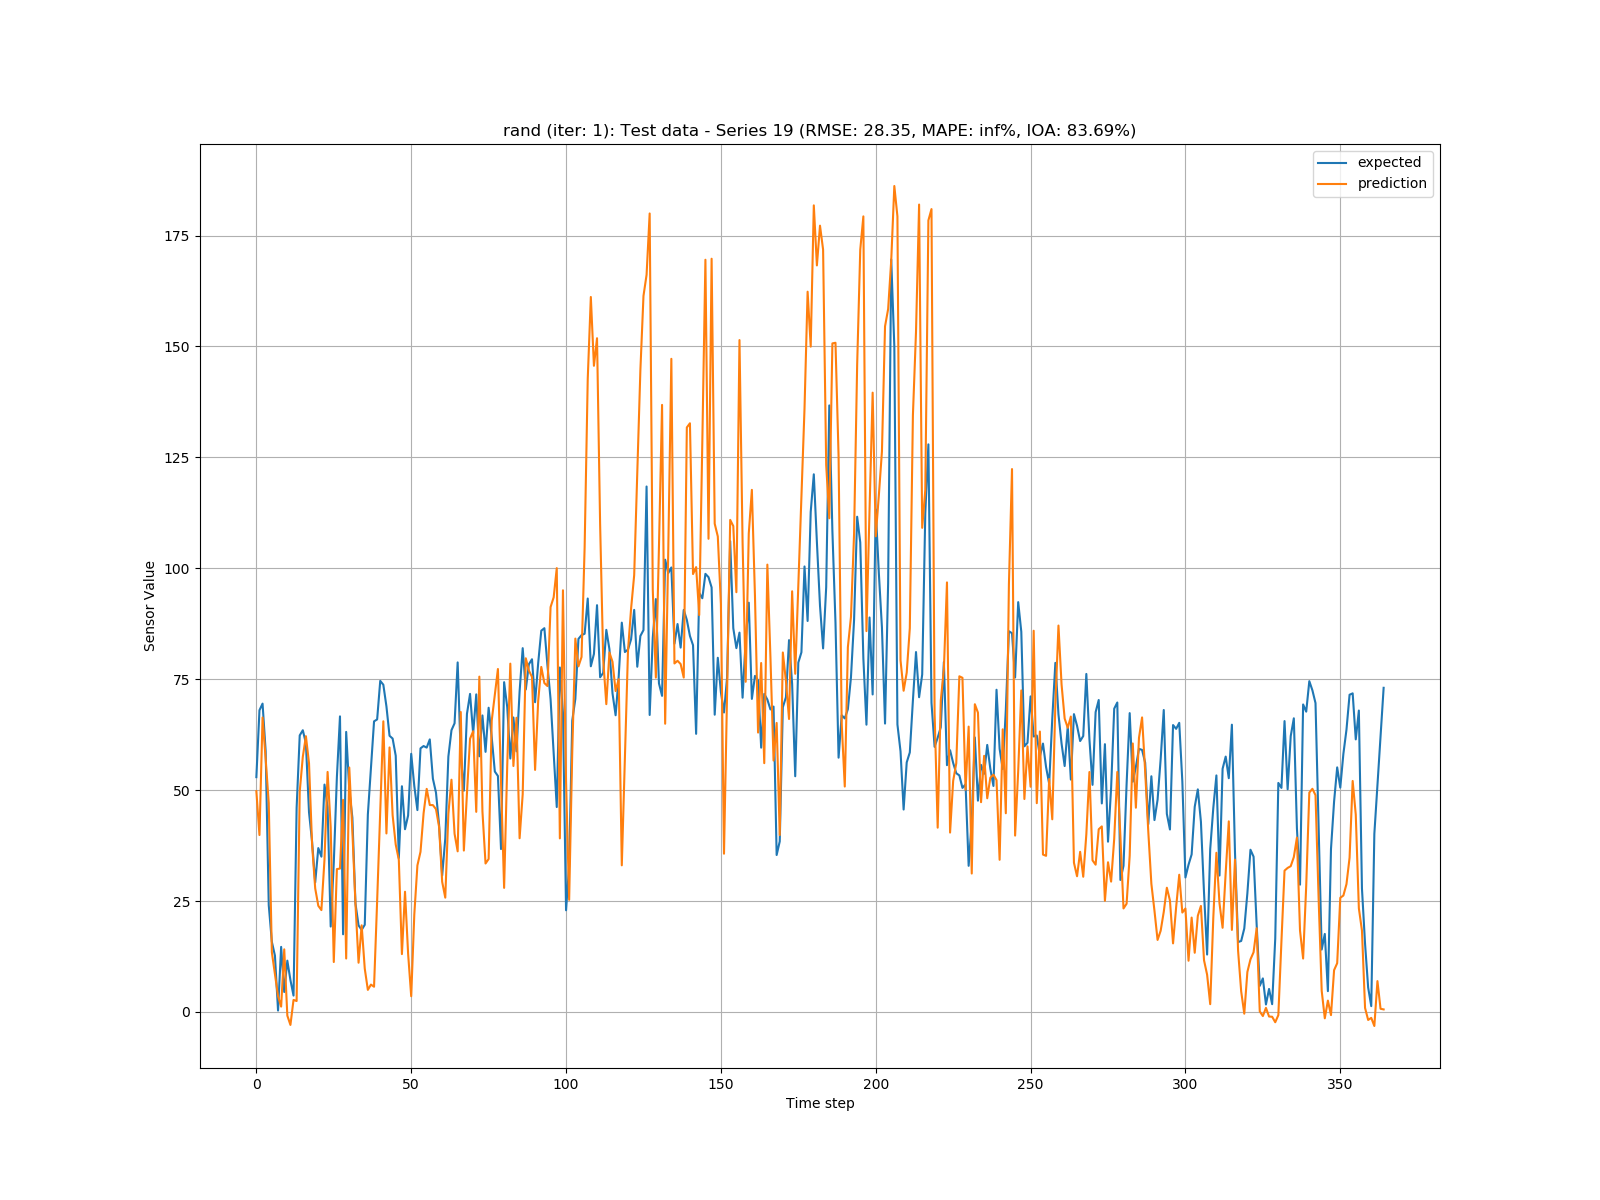 rand (iter: 1): Test data - Series 19 (RMSE: 28.35, MAPE: inf%, IOA: 83.69%)
expected
prediction
175
150
125
100
75
50
25
0
Sensor Value
0 50 100 150 200 250 300 350
Time step